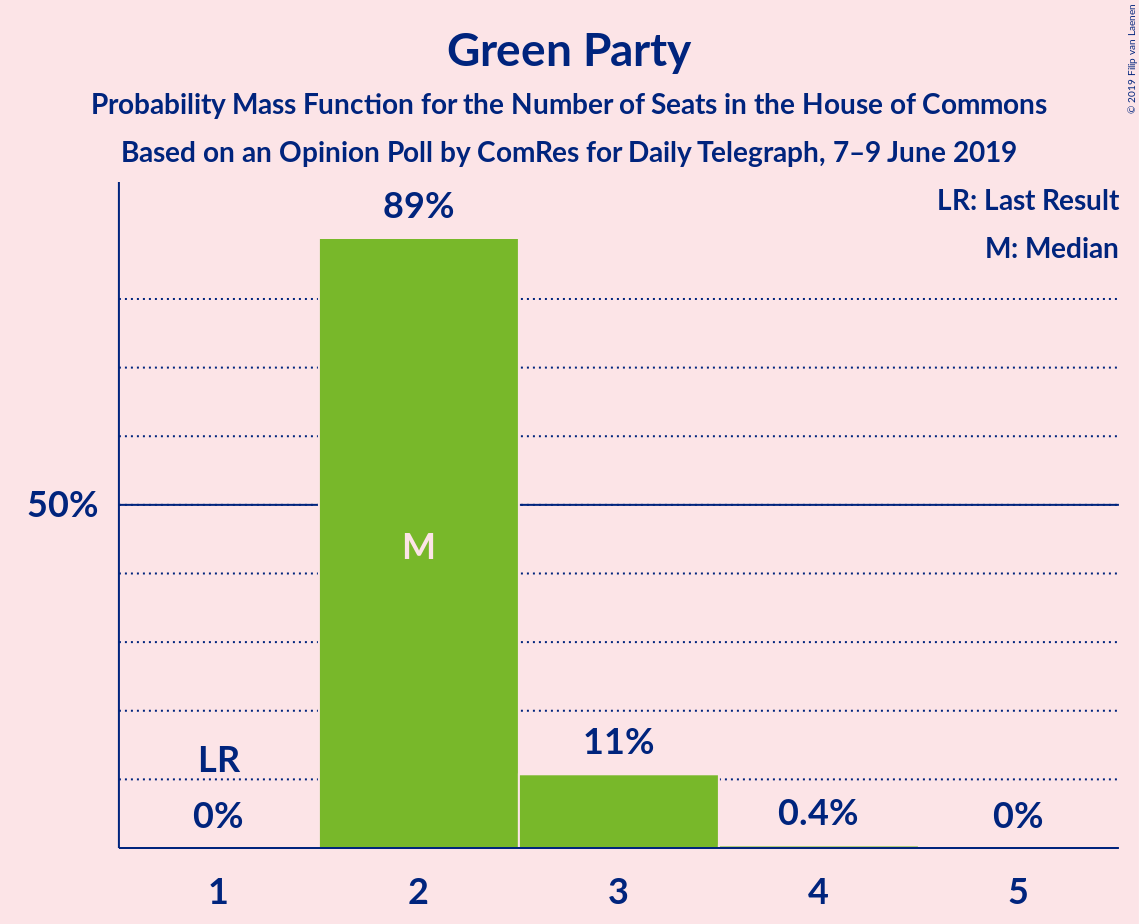 Green Party
Probability Mass Function for the Number of Seats in the House of Commons
Based on an Opinion Poll by ComRes for Daily Telegraph, 7–9 June 2019
© 2019 Filip van Laenen
LR: Last Result
M: Median
89%
50%
M
LR
0%
11%
0.4%
0%
1
2
3
4
5